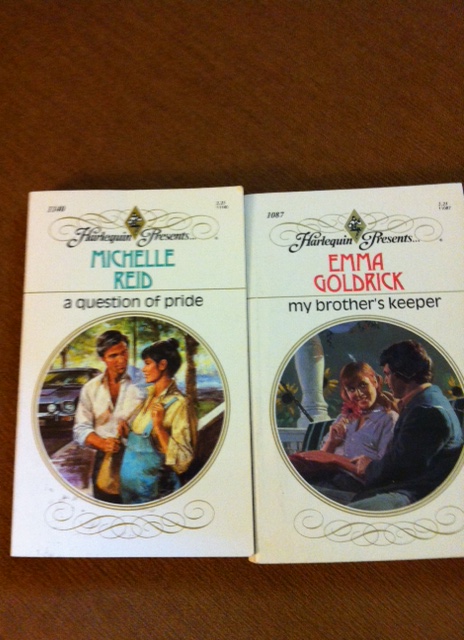 Harlequin Presents...
MICHELLE
REID
a question of pride
1087
Harlequin Presents...
EMMA
GOLDRICK
my brother's keeper